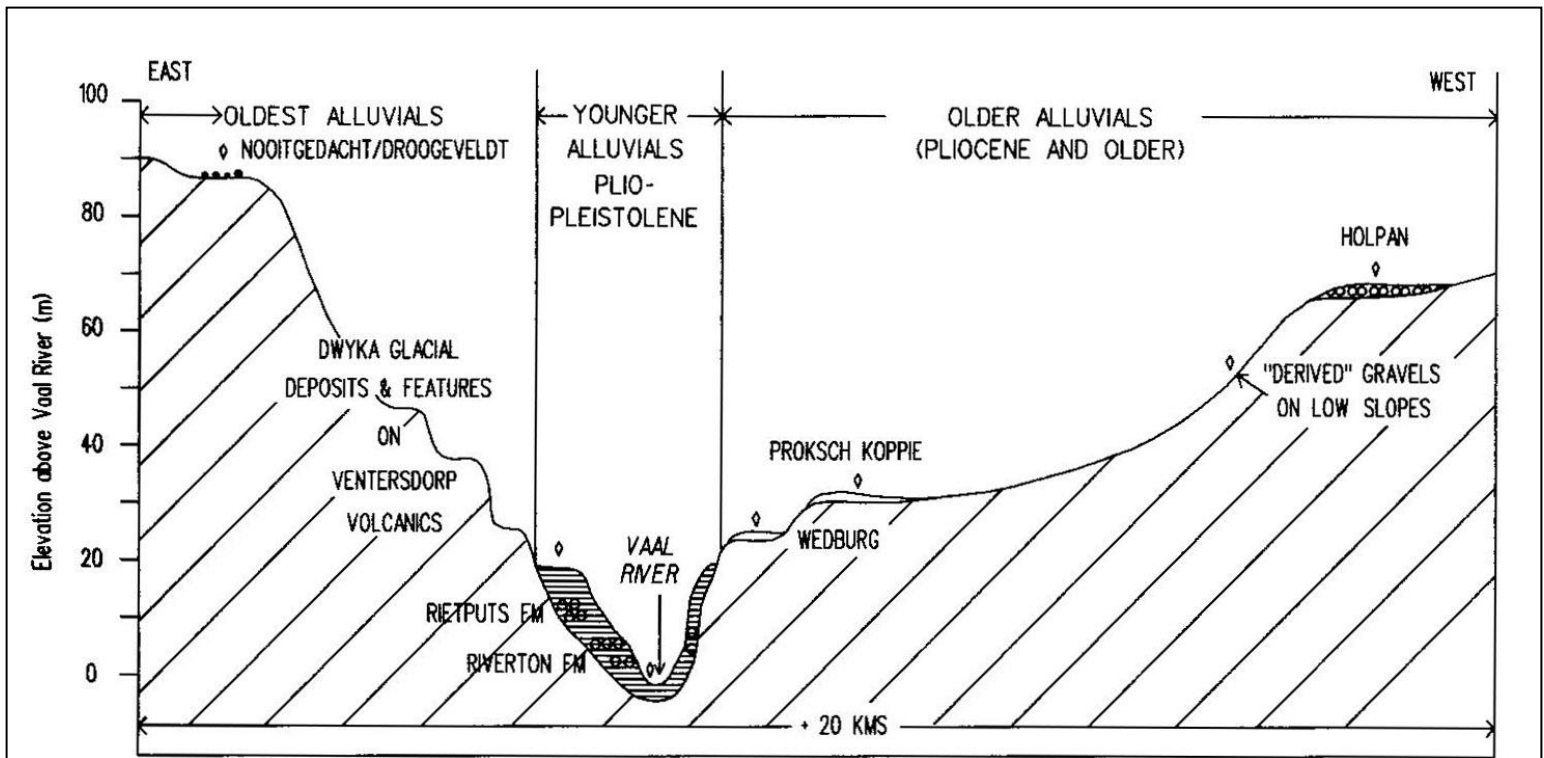 EAST
WEST
100
80
60
40
20
0
Elevation above Vaal River (m)
OLDEST ALLUVIALS
NOOITGEDACHT/DROOGEVELDT
YOUNGER
ALLUVIALS
PLIO-
PLEISTOLENE
OLDER ALLUVIALS
(PLIOCENE AND OLDER)
HOLPAN
DWYKA GLACIAL
DEPOSITS & FEATURES
ON
VENTERSDORP
VOLCANICS
"DERIVED" GRAVELS
ON LOW SLOPES
PROKSCH KOPPIE
WEDBURG
VAAL
RIVER
RIETPUTS FM
RIVERTON FM
+ 20 KMS